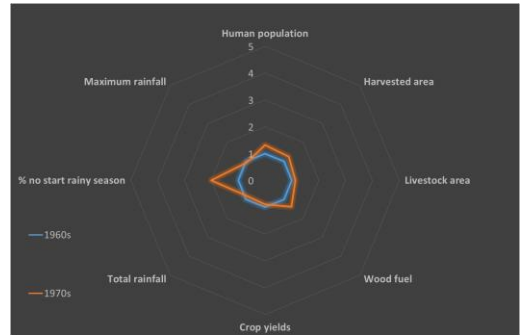 Human population
5
Maximum rainfall
Harvested area
4
3
2
1
% no start rainy season
0
Livestock area
1960s
Total rainfall
Wood fuel
1970s
Crop yields